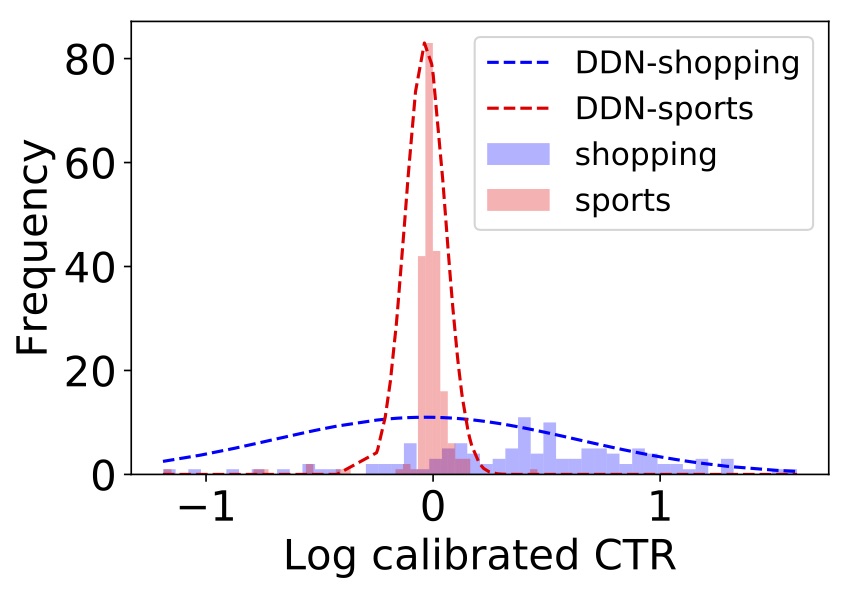 DDN-shopping
DDN-sports
shopping
sports
80
60
40
20
0
Frequency
−1
0
1
Log calibrated CTR